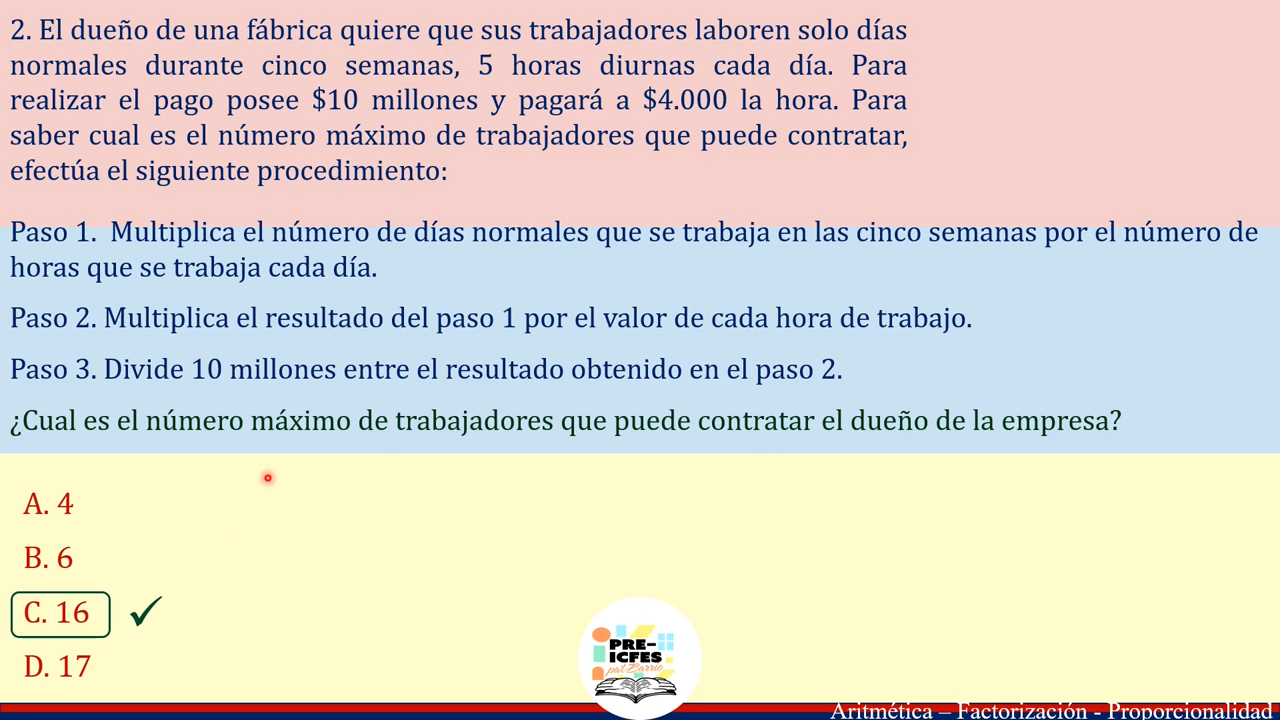 2. El dueño de una fábrica quiere que sus trabajadores laboren solo días
normales durante cinco semanas, 5 horas diurnas cada día. Para
realizar el pago posee $10 millones y pagará a $4.000 la hora. Para
saber cual es el número máximo de trabajadores que puede contratar,
efectúa el siguiente procedimiento:
Paso 1. Multiplica el número de días normales que se trabaja en las cinco semanas por el número de
horas que se trabaja cada día.
Paso 2. Multiplica el resultado del paso 1 por el valor de cada hora de trabajo.
Paso 3. Divide 10 millones entre el resultado obtenido en el paso 2.
¿Cual es el número máximo de trabajadores que puede contratar el dueño de la empresa?
A. 4
B. 6
C. 16
D. 17
PRE-
ICFES
pal Barrio
Aritmética – Factorización - Proporcionalidad